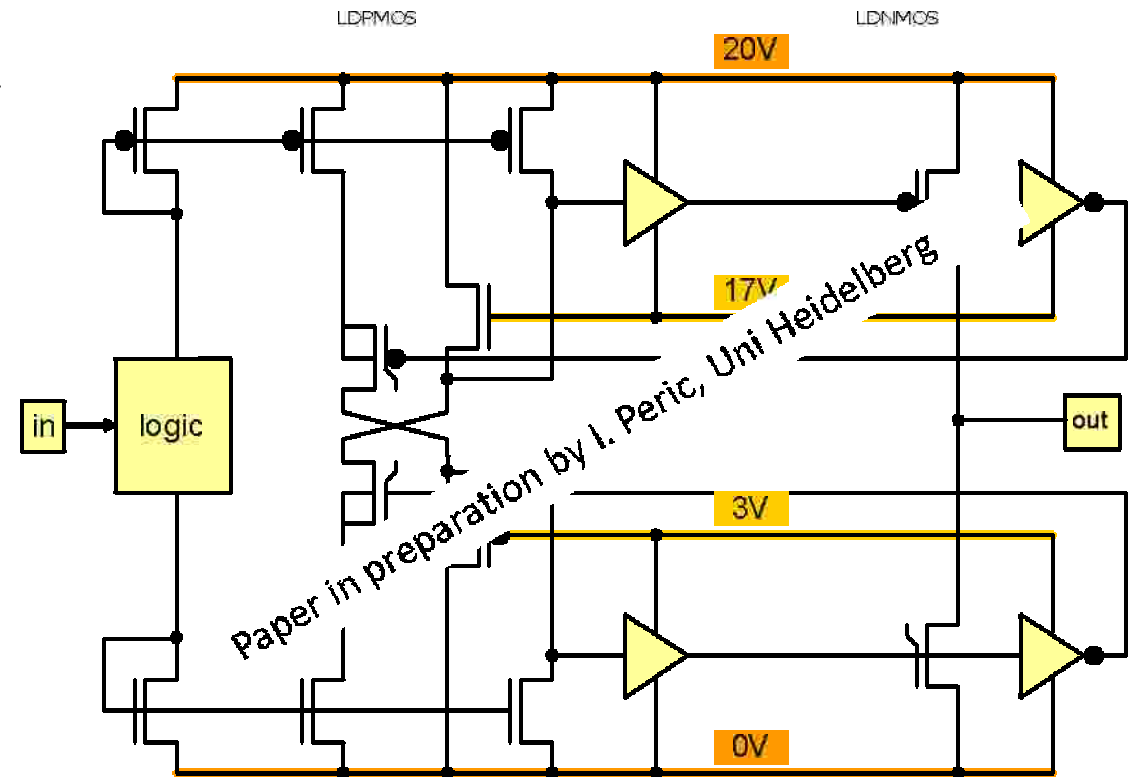 LDPMOS
LDNMOS
20V
17V
in
logic
out
3V
0V
Paper in preparation by I. Peric, Uni Heidelberg